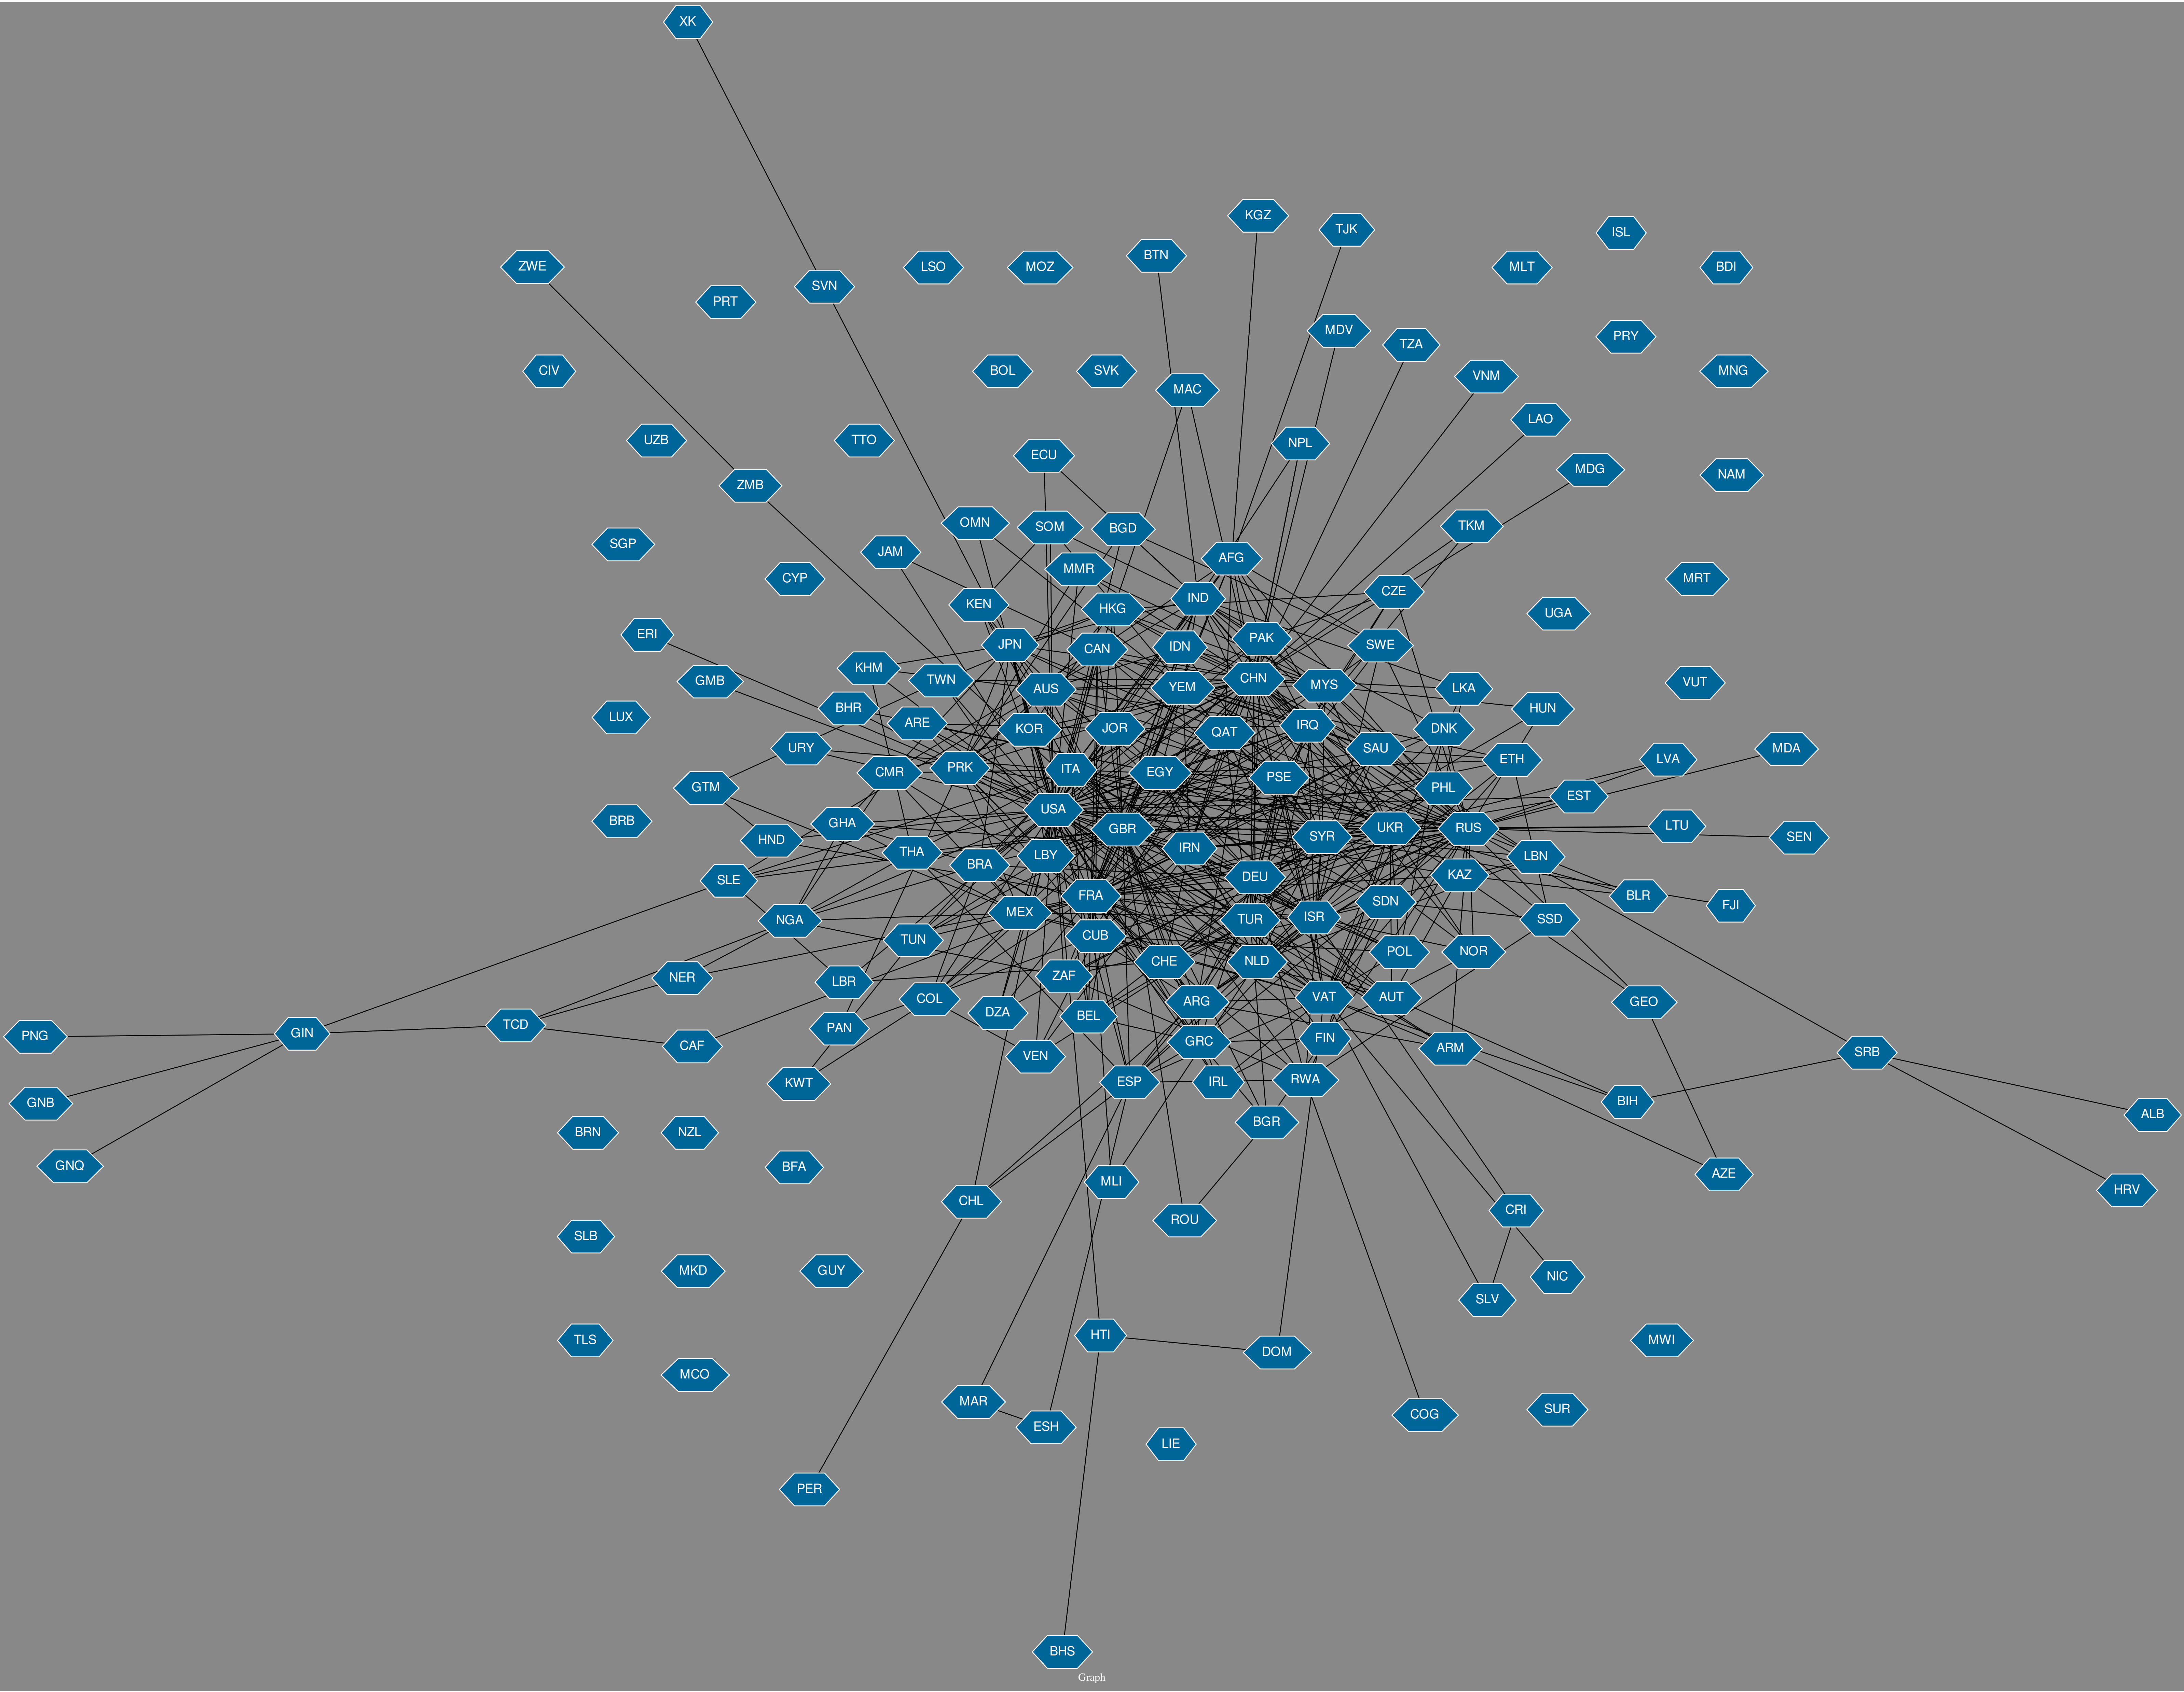 XK
KGZ
TJK
ISL
BTN
ZWE
LSO
MOZ
MLT
BDI
SVN
PRT
MDV
PRY
TZA
CIV
BOL
SVK
MNG
VNM
MAC
LAO
UZB
TTO
NPL
ECU
MDG
NAM
ZMB
OMN
SOM
BGD
TKM
SGP
JAM
AFG
MMR
CYP
MRT
CZE
IND
KEN
HKG
UGA
ERI
PAK
JPN
CAN
IDN
SWE
KHM
GMB
TWN
CHN
VUT
MYS
YEM
AUS
LKA
BHR
HUN
LUX
ARE
IRQ
KOR
JOR
DNK
QAT
URY
SAU
MDA
ETH
LVA
PRK
ITA
CMR
EGY
PSE
GTM
PHL
EST
USA
BRB
GHA
LTU
GBR
UKR
RUS
SYR
SEN
HND
IRN
THA
LBY
LBN
BRA
KAZ
DEU
SLE
FRA
BLR
SDN
FJI
MEX
ISR
TUR
SSD
NGA
CUB
TUN
POL
NOR
CHE
NLD
ZAF
NER
LBR
VAT
AUT
COL
ARG
GEO
DZA
BEL
TCD
PAN
GIN
PNG
FIN
GRC
CAF
ARM
SRB
VEN
RWA
ESP
IRL
KWT
BIH
GNB
ALB
BGR
BRN
NZL
GNQ
BFA
AZE
MLI
HRV
CHL
CRI
ROU
SLB
MKD
GUY
NIC
SLV
HTI
TLS
MWI
DOM
MCO
MAR
SUR
COG
ESH
LIE
PER
BHS
Graph